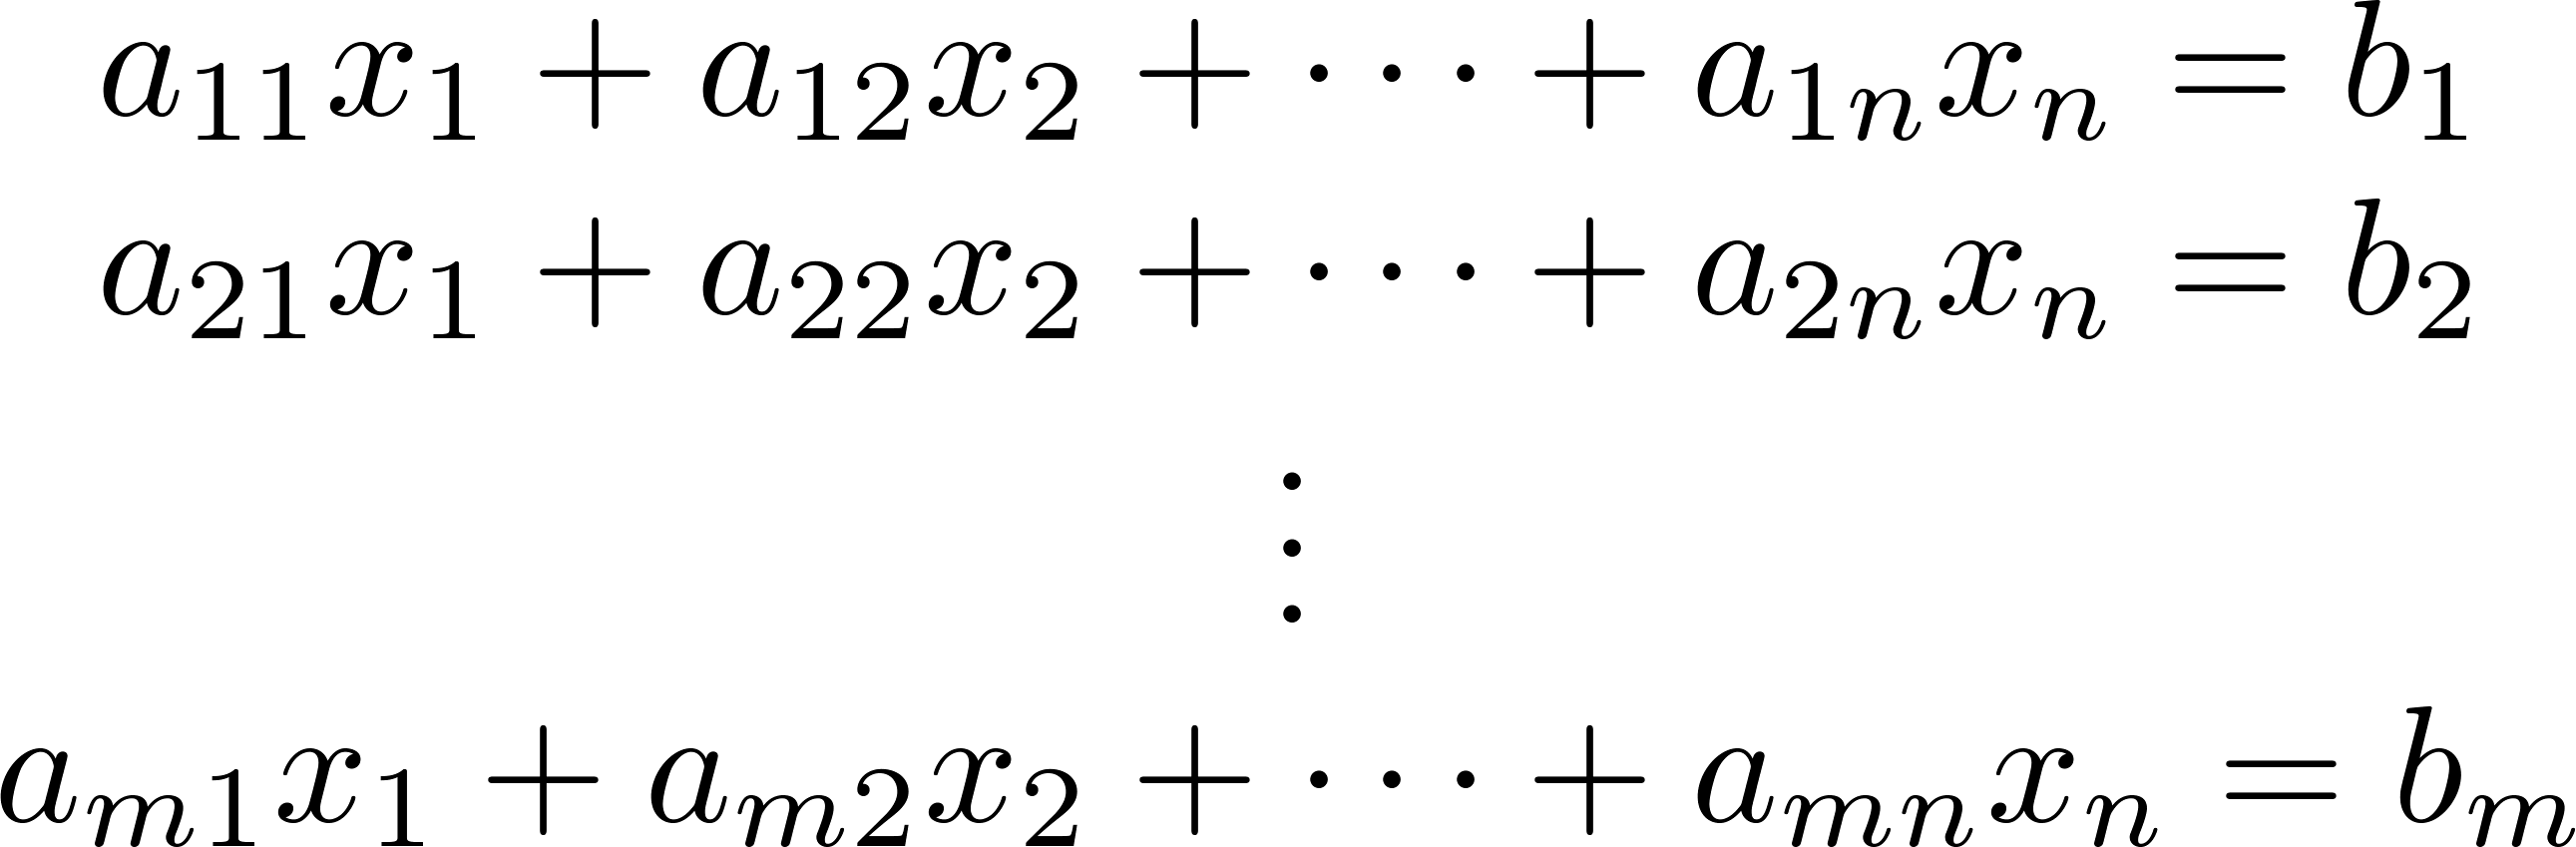 a₁₁x₁ + a₁₂x₂ + ··· + a₁ₙxₙ = b₁
a₂₁x₁ + a₂₂x₂ + ··· + a₂ₙxₙ = b₂
⋮
aₘ₁x₁ + aₘ₂x₂ + ··· + aₘₙxₙ = bₘ